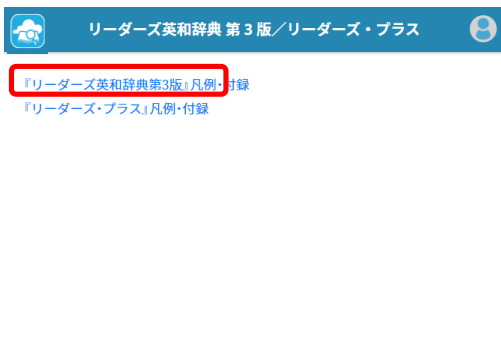 リーダーズ英和辞典 第3版／リーダーズ・プラス
『リーダーズ英和辞典第3版』凡例・付録
『リーダーズ・プラス』凡例・付録